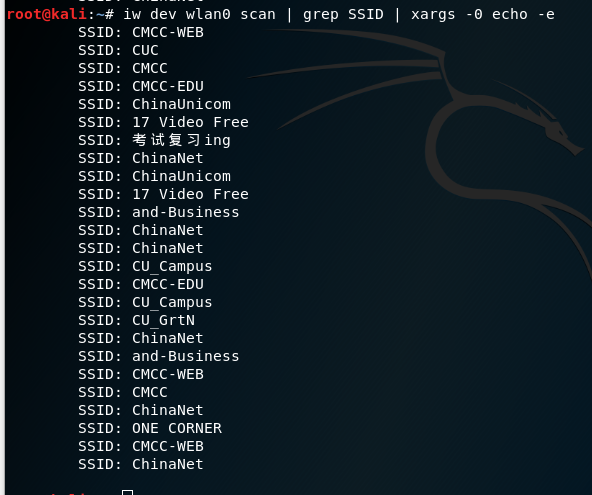 root@kali:~# iw dev wlan0 scan | grep SSID | xargs -0 echo -e
SSID: CMCC-WEB
SSID: CUC
SSID: CMCC
SSID: CMCC-EDU
SSID: ChinaUnicom
SSID: 17 Video Free
SSID: 考试复习ing
SSID: ChinaNet
SSID: ChinaUnicom
SSID: 17 Video Free
SSID: and-Business
SSID: ChinaNet
SSID: ChinaNet
SSID: CU_Campus
SSID: CMCC-EDU
SSID: CU_Campus
SSID: CU_GrtN
SSID: ChinaNet
SSID: and-Business
SSID: CMCC-WEB
SSID: CMCC
SSID: ChinaNet
SSID: ONE CORNER
SSID: CMCC-WEB
SSID: ChinaNet